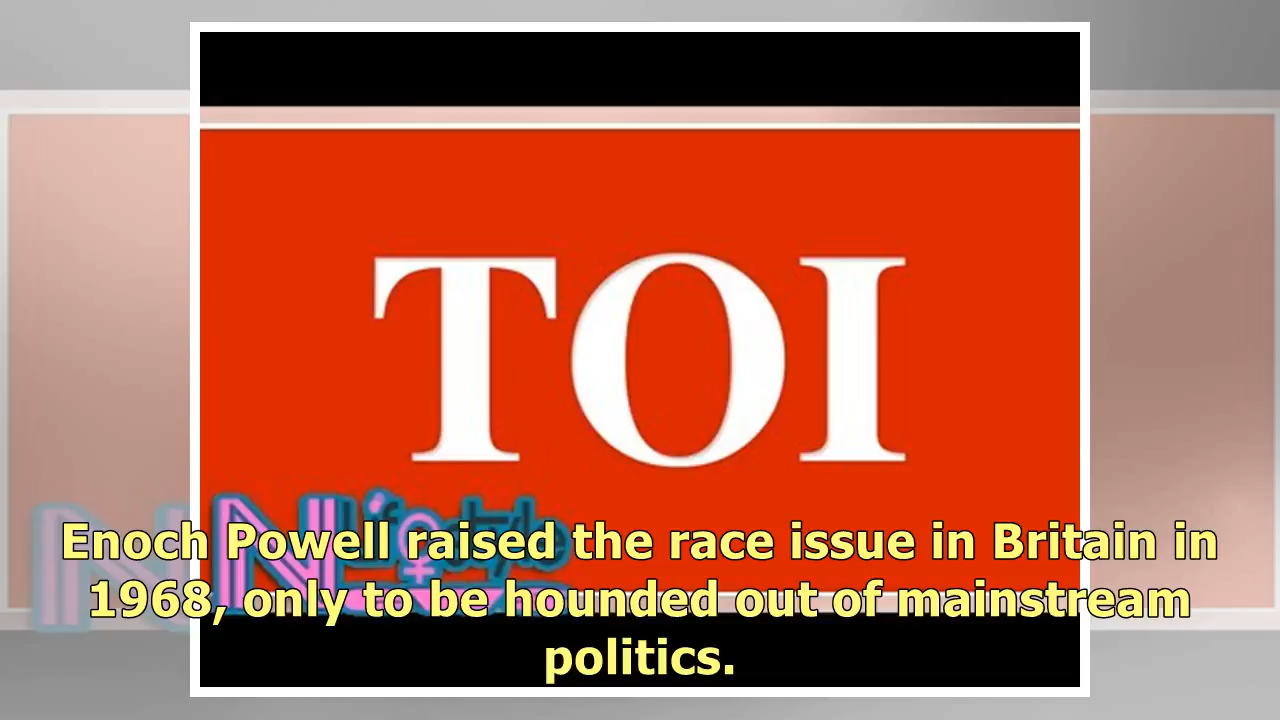 TOI
N N Lifestyle
Enoch Powell raised the race issue in Britain in
1968, only to be hounded out of mainstream
politics.